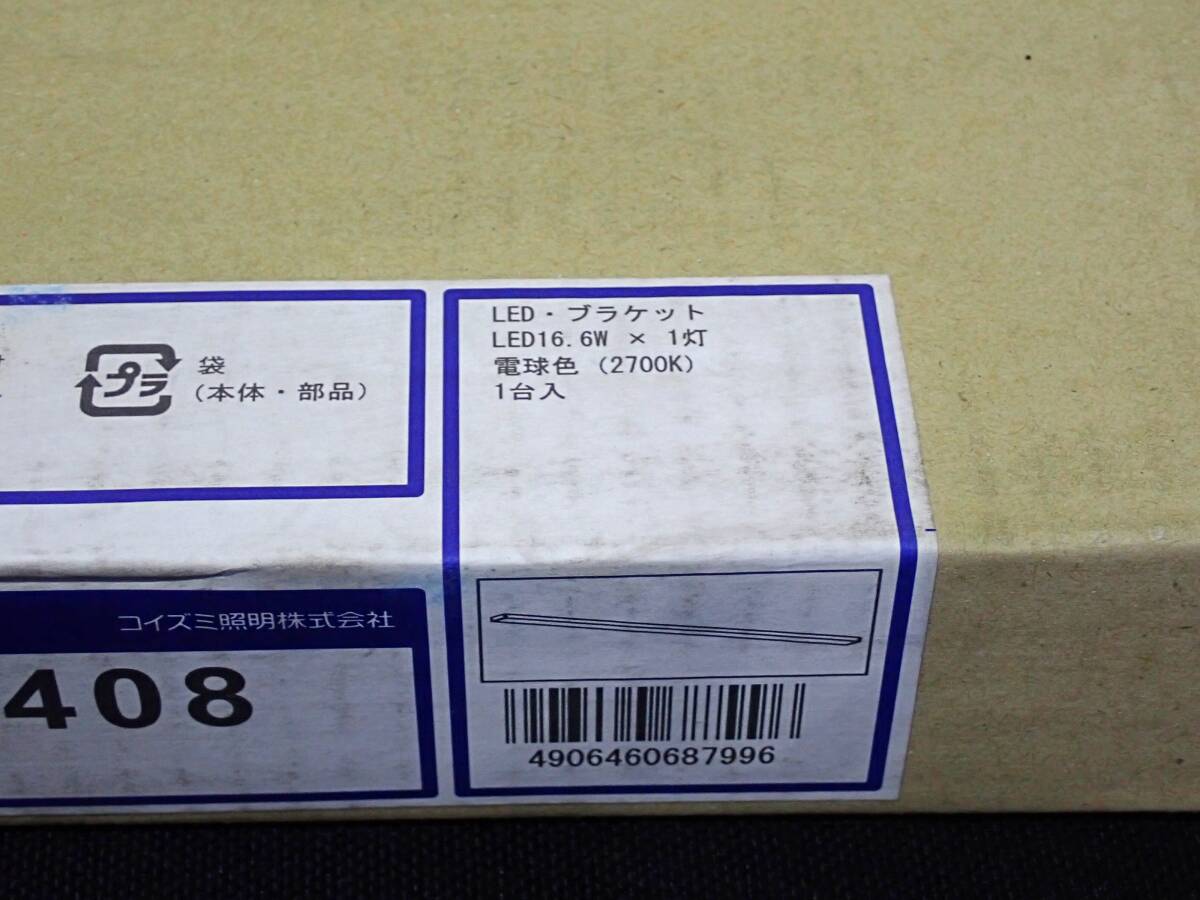 LED・ブラケット
LED16.6W × 1灯
電球色 (2700K)
1台入
プラ
袋
(本体・部品)
コイズミ照明株式会社
408
4906460687996